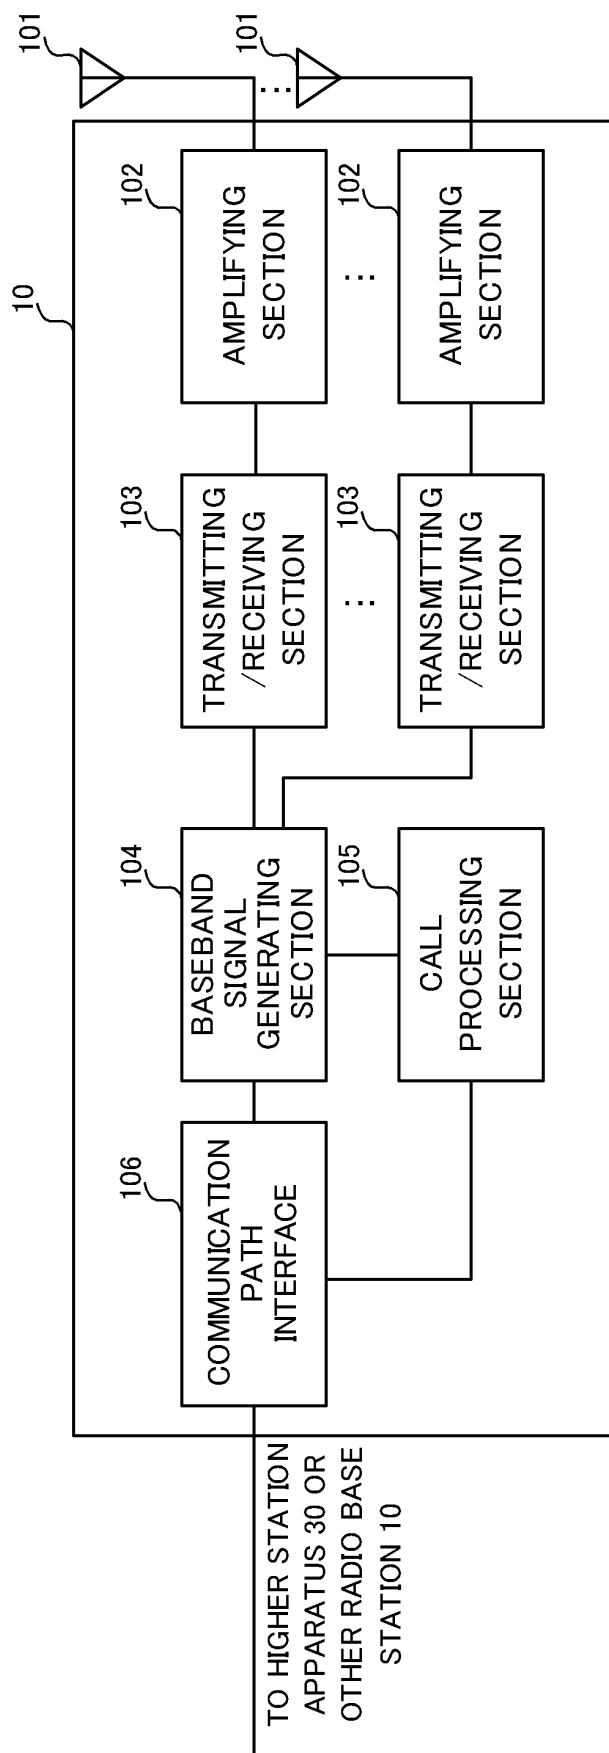 10
101
101
...
102
AMPLIFYING
SECTION
...
102
AMPLIFYING
SECTION
103
TRANSMITTING
/RECEIVING
SECTION
...
103
TRANSMITTING
/RECEIVING
SECTION
104
BASEBAND
SIGNAL
GENERATING
SECTION
105
CALL
PROCESSING
SECTION
106
COMMUNICATION
PATH
INTERFACE
TO HIGHER STATION
APPARATUS 30 OR
OTHER RADIO BASE
STATION 10